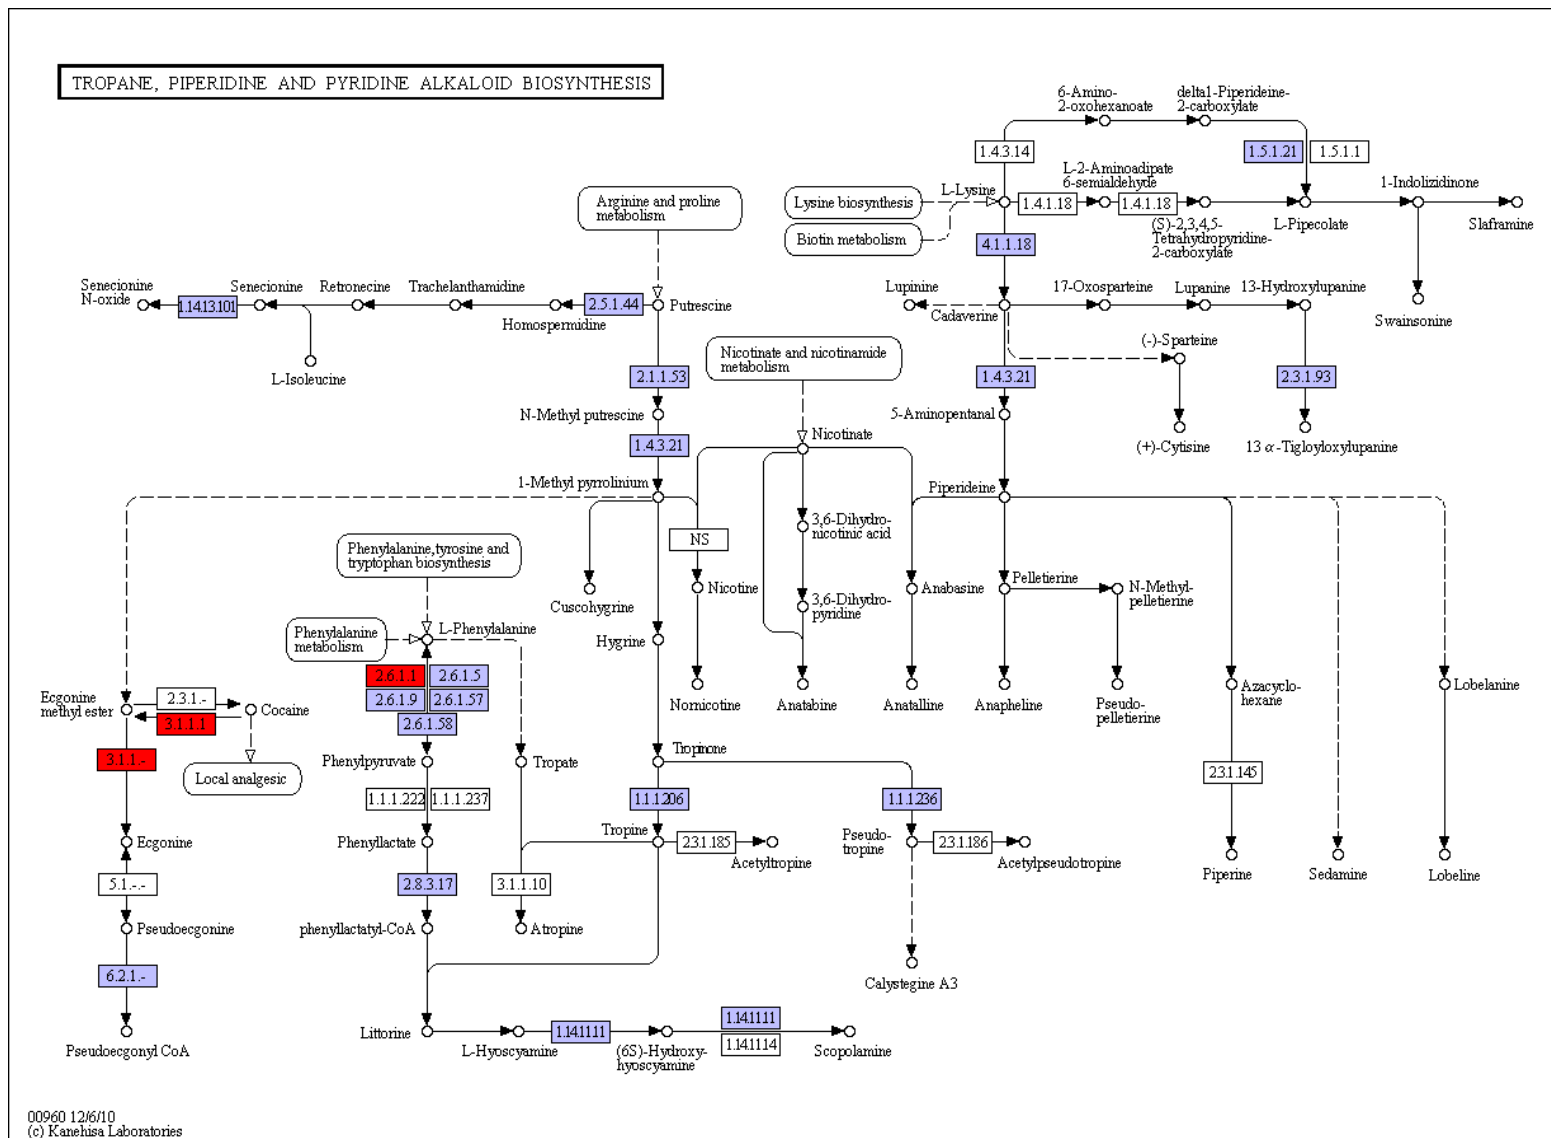 TROPANE, PIPERIDINE AND PYRIDINE ALKALOID BIOSYNTHESIS
6-Amino-
2-oxohexanoate
delta1-Piperideine-
2-carboxylate
1.4.3.14
1.5.1.21
1.5.1.1
L-Lysine
L-2-Aminoadipate
6-semialdehyde
1-Indolizidinone
Arginine and proline
metabolism
Lysine biosynthesis
1.4.1.18
1.4.1.18
Biotin metabolism
(S)-2,3,4,5-
Tetrahydropyridine-
2-carboxylate
L-Pipecolate
Slaframine
4.1.1.18
Senecionine
N-oxide
1.14.13.101
Senecionine
Retronecine
Trachelanthamidine
Homospermidine
2.5.1.44
Putrescine
Lupinine
Cadaverine
17-Oxosparteine
Lupanine
13-Hydroxylupanine
Swainsonine
L-Isoleucine
Nicotinate and nicotinamide
metabolism
(-)-Sparteine
2.1.1.53
1.4.3.21
2.3.1.93
N-Methyl putrescine
5-Aminopentanal
1.4.3.21
Nicotinate
(+)-Cytisine
13 α-Tigloyloxylupanine
1-Methyl pyrrolinium
Piperideine
Phenylalanine, tyrosine and
tryptophan biosynthesis
NS
3,6-Dihydro-
nicotinic acid
Cuscohygrine
Nicotine
3,6-Dihydro-
pyridine
Anabasine
Pelletierine
N-Methyl-
pelletierine
Phenylalanine
metabolism
L-Phenylalanine
Hygrine
2.6.1.1
2.6.1.5
2.6.1.9
2.6.1.57
2.6.1.58
Ecgonine
methyl ester
2.3.1.-
3.1.1.1
Cocaine
Nornicotine
Anatabine
Anatalline
Anapheline
Pseudo-
pelletierine
Azacyclo-
hexane
Lobelanine
3.1.1.-
Local analgesic
Phenylpyruvate
Tropate
Tropinone
2.3.1.145
1.1.1.222
1.1.1.237
1.1.1.206
1.1.1.236
Ecgonine
Phenyllactate
Tropine
2.3.1.185
Acetyltropine
Pseudo-
tropine
2.3.1.186
Acetylpseudotropine
Piperine
Sedamine
Lobeline
5.1.-.-
2.8.3.17
3.1.1.10
Pseudoecgonine
phenyllactatyl-CoA
Atropine
6.2.1.-
Calystegine A3
Pseudoecgonyl CoA
Littorine
L-Hyoscyamine
1.14.11.11
(6S)-Hydroxy-
hyoscyamine
1.14.11.11
1.14.11.14
Scopolamine
00960 12/6/10
(c) Kanehisa Laboratories